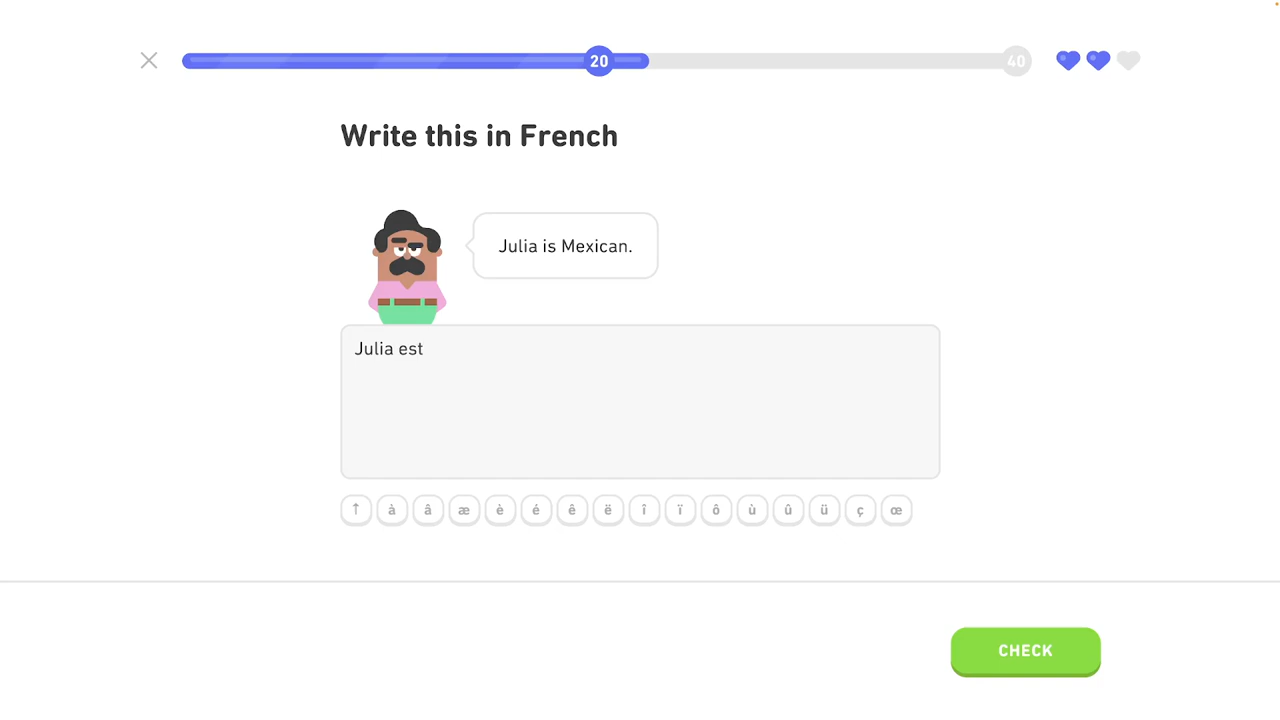 20
40
Write this in French
Julia is Mexican.
Julia est
↑ à â æ è é ê ë î ï ô ù û ü ç œ
CHECK